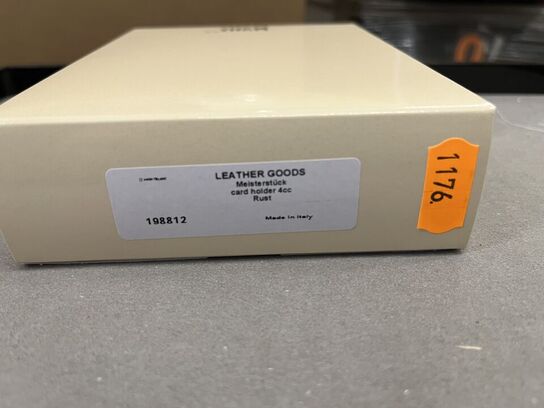 LEATHER GOODS
Meisterstück
card holder 4cc
Rust
198812 Made in Italy
1176.